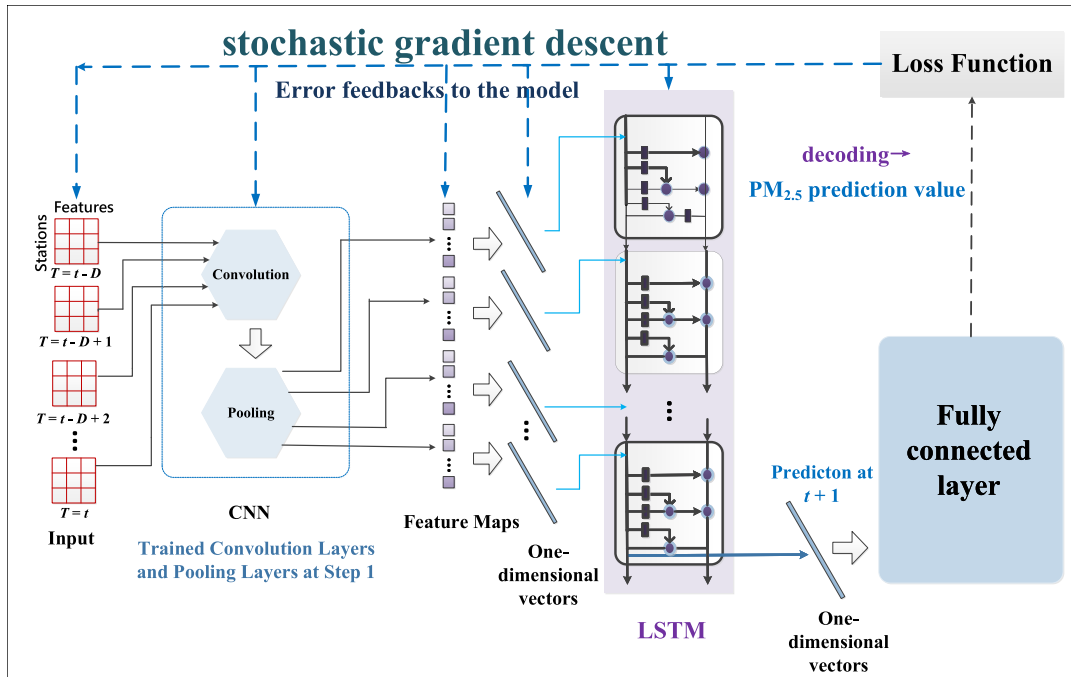 stochastic gradient descent
Loss Function
Error feedbacks to the model
decoding→
PM2.5 prediction value
Features
Stations
T = t - D
T = t - D + 1
T = t - D + 2
T = t
Input
Convolution
Pooling
CNN
Trained Convolution Layers
and Pooling Layers at Step 1
Feature Maps
One-
dimensional
vectors
LSTM
Predicton at
t + 1
One-
dimensional
vectors
Fully
connected
layer